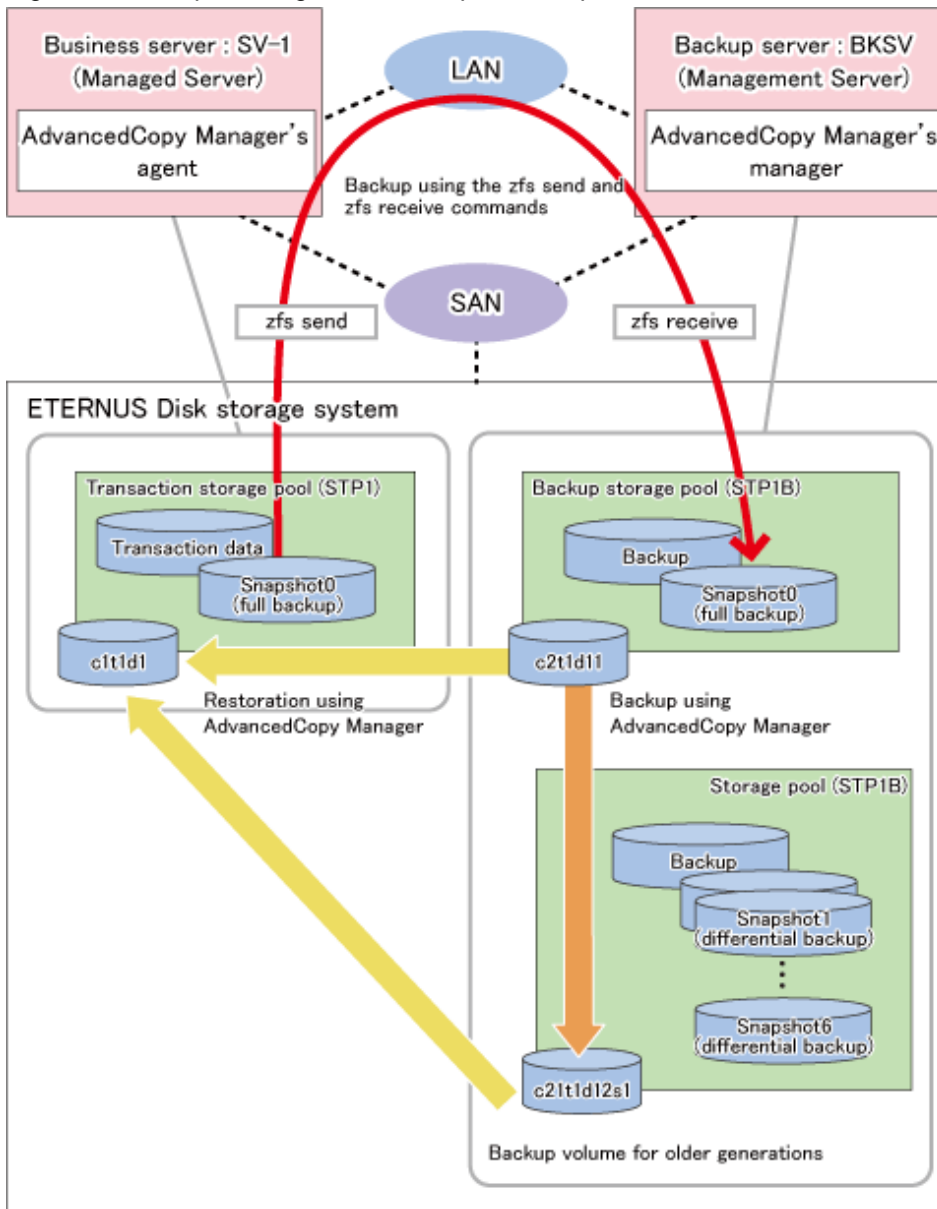 Business server : SV-1
(Managed Server)
AdvancedCopy Manager's
agent
LAN
Backup server : BKSV
(Management Server)
AdvancedCopy Manager's
manager
Backup using the zfs send and
zfs receive commands
SAN
zfs send
zfs receive
ETERNUS Disk storage system
Transaction storage pool (STP1)
Transaction data
Snapshot0
(full backup)
c1t1d1
Backup storage pool (STP1B)
Backup
Snapshot0
(full backup)
c2t1d11
Restoration using
AdvancedCopy Manager
Backup using
AdvancedCopy Manager
Storage pool (STP1B)
Backup
Snapshot1
(differential backup)
Snapshot6
(differential backup)
c21t1d12s1
Backup volume for older generations